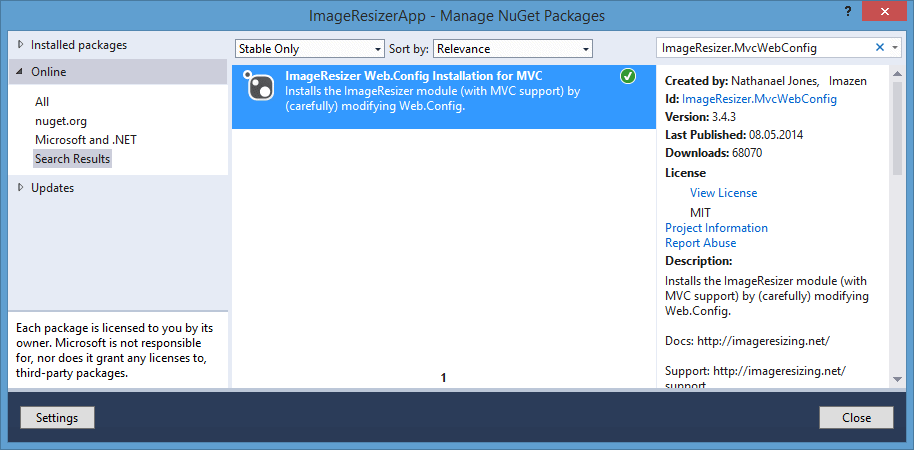 ImageResizerApp - Manage NuGet Packages
?
Installed packages
Online
All
nuget.org
Microsoft and .NET
Search Results
Updates
Each package is licensed to you by its
owner. Microsoft is not responsible
for, nor does it grant any licenses to,
third-party packages.
Stable Only
Sort by:
Relevance
ImageResizer Web.Config Installation for MVC
Installs the ImageResizer module (with MVC support) by
(carefully) modifying Web.Config.
1
ImageResizer.MvcWebConfig
Created by: Nathanael Jones, Imazen
Id: ImageResizer.MvcWebConfig
Version: 3.4.3
Last Published: 08.05.2014
Downloads: 68070
License
View License
MIT
Project Information
Report Abuse
Description:
Installs the ImageResizer module (with
MVC support) by (carefully) modifying
Web.Config.
Docs: http://imageresizing.net/
Support: http://imageresizing.net/
support
Settings
Close